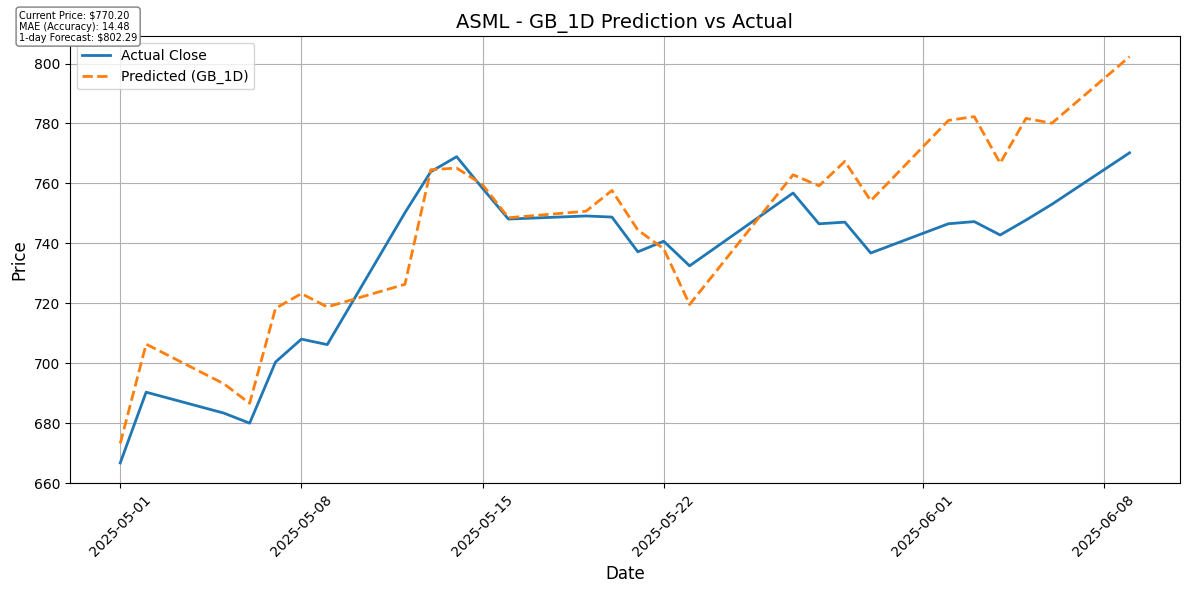 ASML - GB_1D Prediction vs Actual
Current Price: $770.20
MAE (Accuracy): 14.48
1-day Forecast: $802.29
Actual Close
Predicted (GB_1D)
Price
800
780
760
740
720
700
680
660
2025-05-01
2025-05-08
2025-05-15
2025-05-22
2025-06-01
2025-06-08
Date